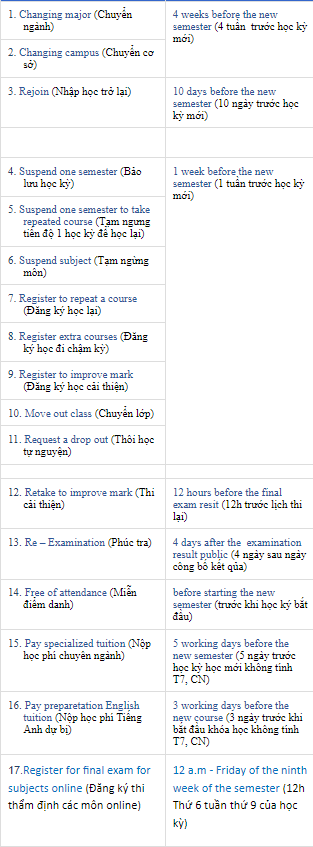 1. Changing major (Chuyển
ngành)
4 weeks before the new
semester (4 tuần trước học kỳ
mới)
2. Changing campus (Chuyển cơ
sở)
3. Rejoin (Nhập học trở lại)
10 days before the new
semester (10 ngày trước học
kỳ mới)
4. Suspend one semester (Bảo
lưu học kỳ)
1 week before the new
semester (1 tuần trước học kỳ
mới)
5. Suspend one semester to take
repeated course (Tạm ngưng
tiến độ 1 học kỳ để học lại)
6. Suspend subject (Tạm ngừng
môn)
7. Register to repeat a course
(Đăng ký học lại)
8. Register extra courses (Đăng
ký học đi chậm kỳ)
9. Register to improve mark
(Đăng ký học cải thiện)
10. Move out class (Chuyển lớp)
11. Request a drop out (Thôi học
tự nguyện)
12. Retake to improve mark (Thi
cải thiện)
12 hours before the final
exam resit (12h trước lịch thi
lại)
13. Re – Examination (Phúc tra)
4 days after the examination
result public (4 ngày sau ngày
công bố kết qủa)
14. Free of attendance (Miễn
điểm danh)
before starting the new
semester (trước khi học kỳ bắt
đầu)
15. Pay specialized tuition (Nộp
học phí chuyên ngành)
5 working days before the
new semester (5 ngày trước
học kỳ học mới không tính
T7, CN)
16. Pay preparetation English
tuition (Nộp học phí Tiếng
Anh dự bị)
3 working days before the
new course (3 ngày trước khi
bắt đầu khóa học không tính
T7, CN)
17.Register for final exam for
subjects online (Đăng ký thi
thẩm định các môn online)
12 a.m - Friday of the ninth
week of the semester (12h
Thứ 6 tuần thứ 9 của học
kỳ)